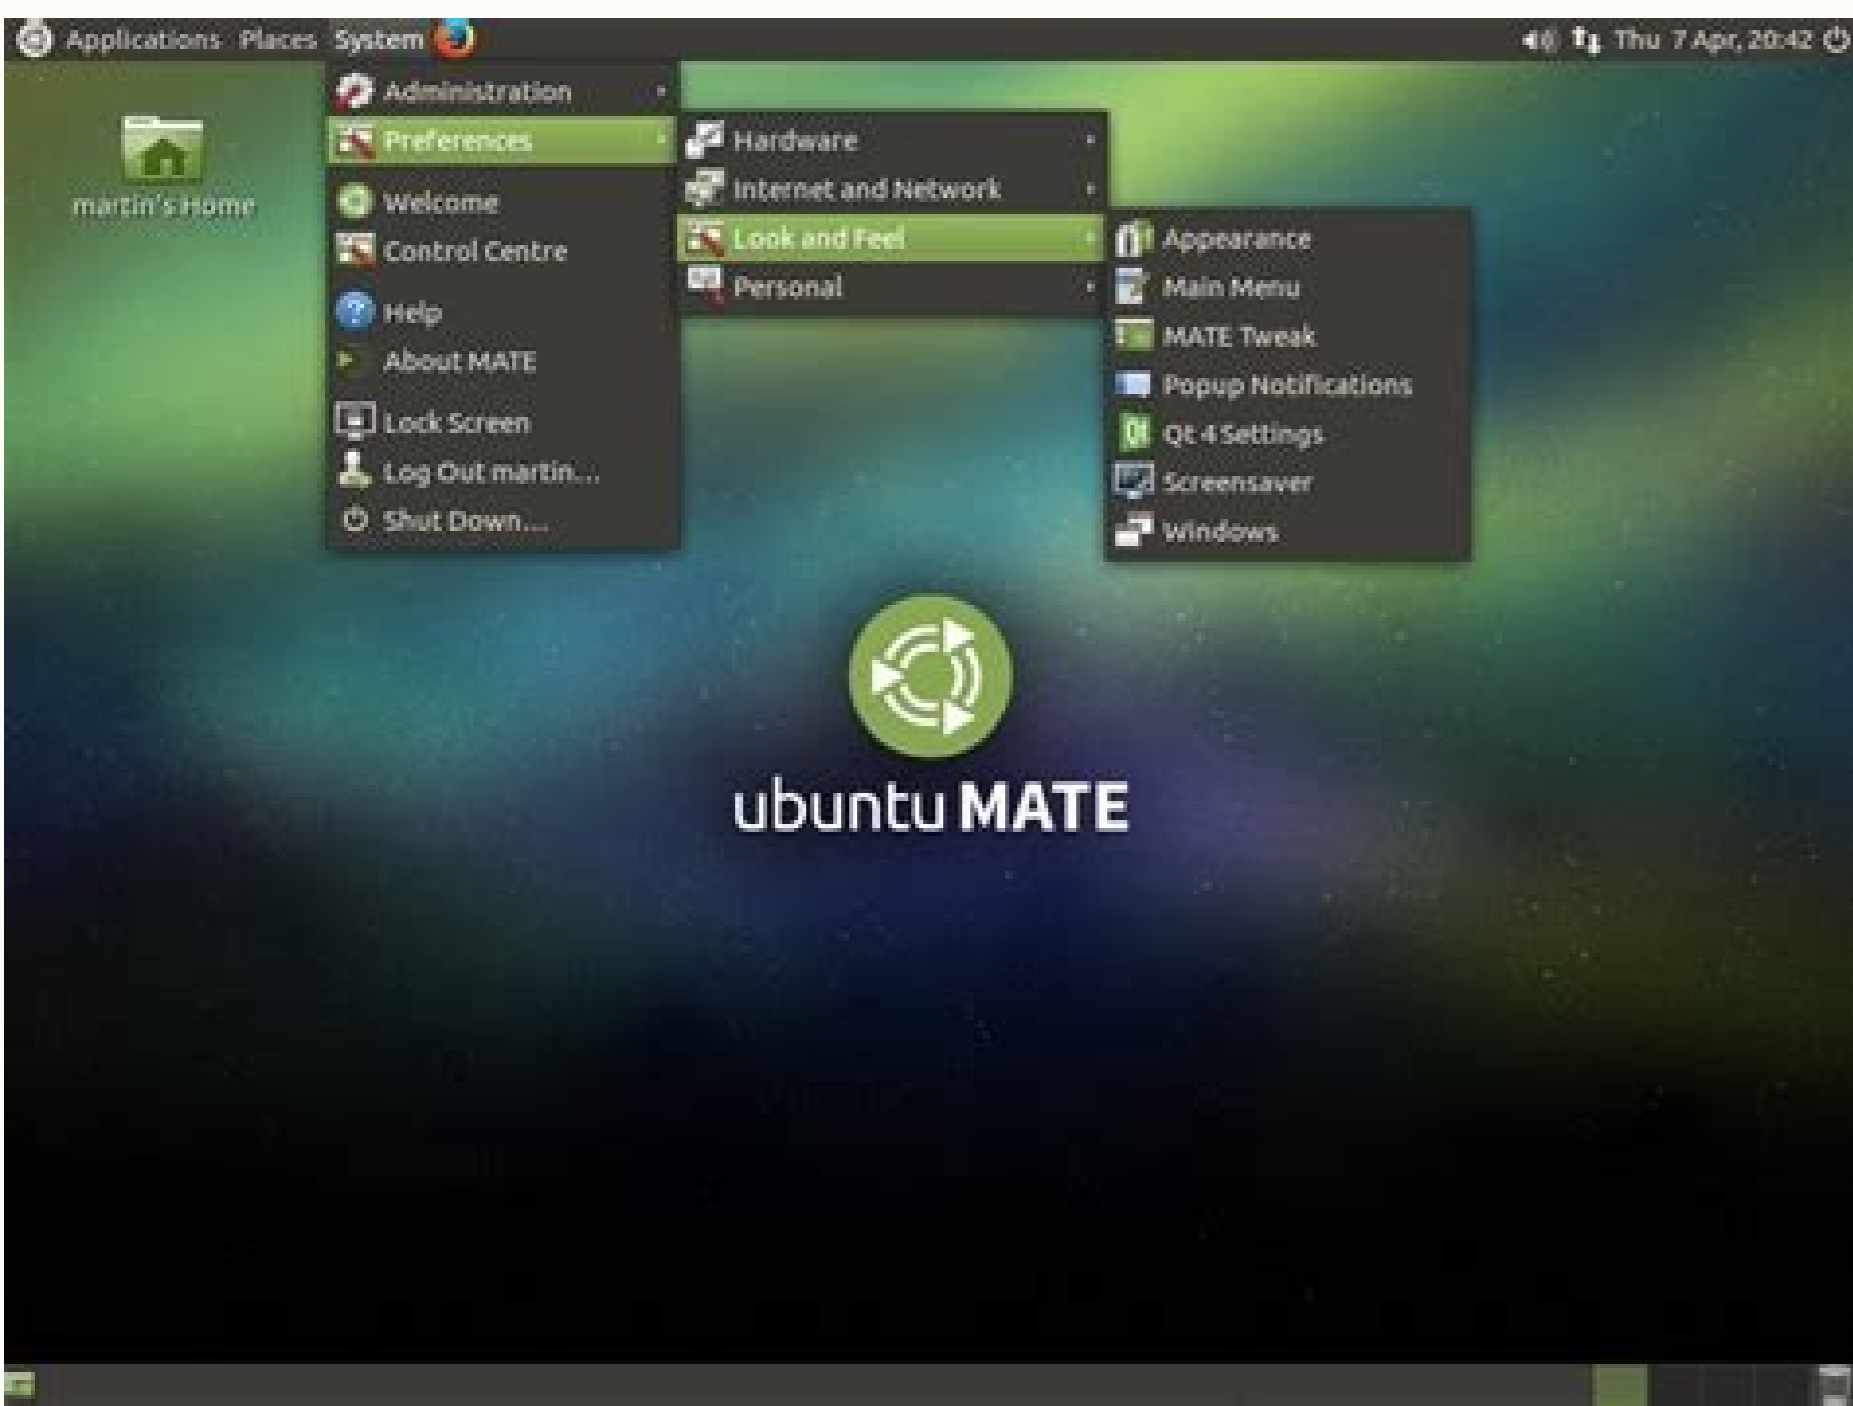 Applications Places System
Thu 7 Apr, 20:42
martin's Home
Administration
Preferences
Welcome
Control Centre
Help
About MATE
Lock Screen
Log Out martin...
Shut Down...
Hardware
Internet and Network
Look and Feel
Personal
Appearance
Main Menu
MATE Tweak
Popup Notifications
Qt 4 Settings
Screensaver
Windows
ubuntu MATE